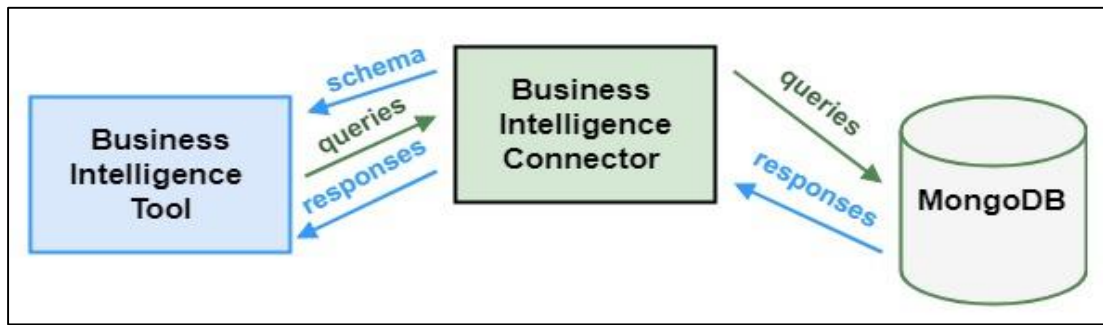 schema
queries
responses
Business
Intelligence
Tool
Business
Intelligence
Connector
queries
responses
MongoDB